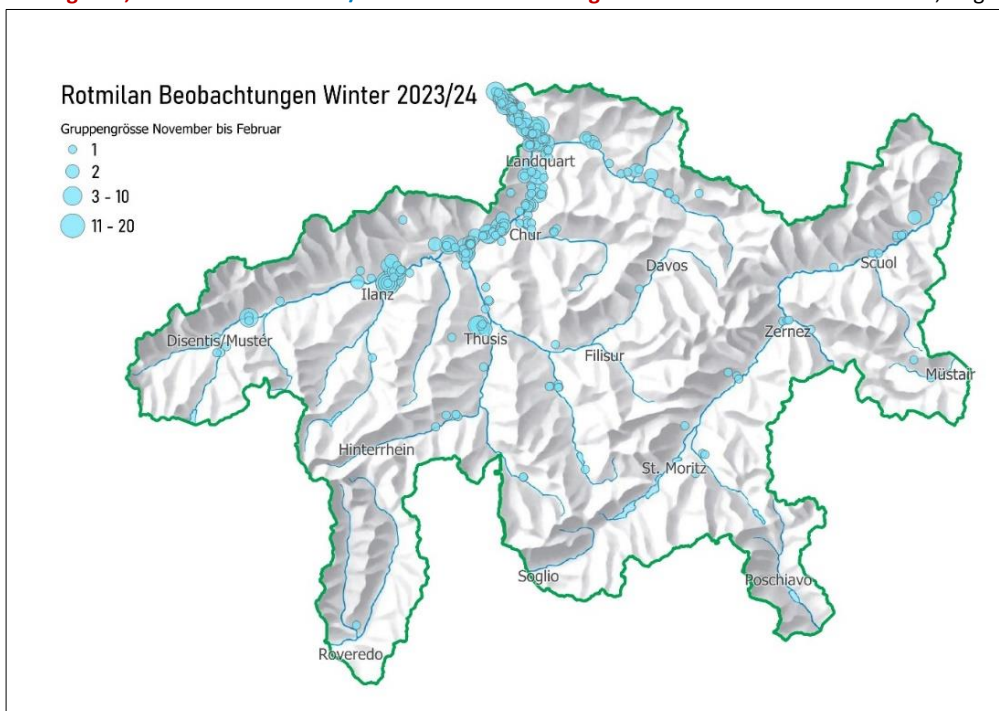 Rotmilan Beobachtungen Winter 2023/24
Gruppengrösse November bis Februar
1
2
3 - 10
11 - 20
Landquart
Chur
Davos
Scuol
Ilanz
Disentis/Mustér
Thusis
Filisur
Zernez
Müstair
Hinterrhein
St. Moritz
Soglio
Poschiavo
Roveredo